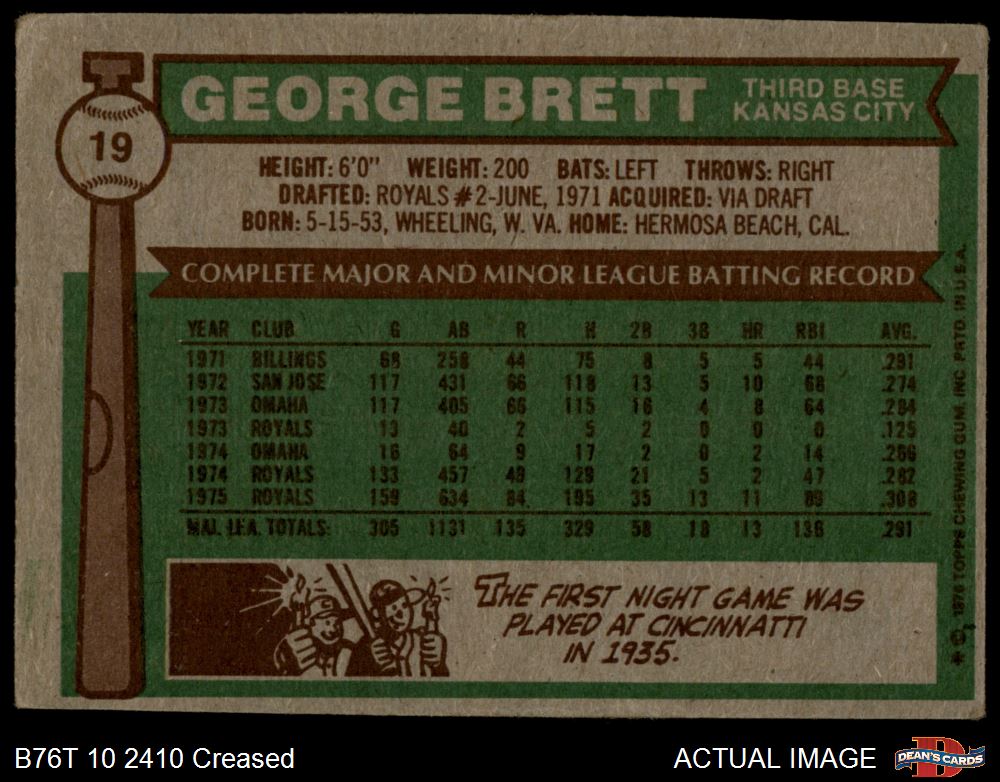 GEORGE BRETT
THIRD BASE
KANSAS CITY
19
HEIGHT: 6'0" WEIGHT: 200 BATS: LEFT THROWS: RIGHT
DRAFTED: ROYALS #2-JUNE, 1971 ACQUIRED: VIA DRAFT
BORN: 5-15-53, WHEELING, W. VA. HOME: HERMOSA BEACH, CAL.
COMPLETE MAJOR AND MINOR LEAGUE BATTING RECORD
YEAR CLUB G AB R H 2B 3B HR RBI AVG.
1971 BILLINGS 68 258 44 75 8 5 5 44 .291
1972 SAN JOSE 117 431 66 118 13 5 10 68 .274
1973 OMAHA 117 405 66 115 16 4 8 64 .284
1973 ROYALS 13 40 2 5 2 0 0 0 .125
1974 OMAHA 16 64 9 17 2 0 2 14 .266
1974 ROYALS 133 457 49 129 21 5 2 47 .282
1975 ROYALS 159 634 84 195 35 13 11 89 .308
MAJ. LEA. TOTALS: 305 1131 135 329 58 18 13 136 .291
THE FIRST NIGHT GAME WAS
PLAYED AT CINCINNATTI
IN 1935.
* © 1976 TOPPS CHEWING GUM, INC. PRTD. IN U.S.A.
B76T 10 2410 Creased
ACTUAL IMAGE
DEAN'S CARDS